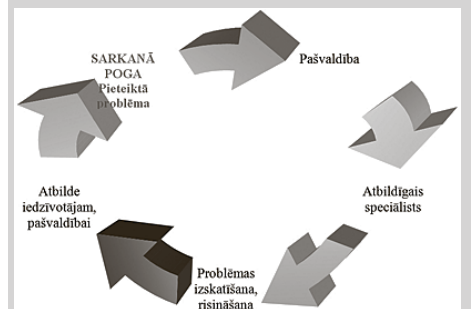 SARKANĀ
POGA
Pieteiktā
problēma
Pašvaldība
Atbildīgais
speciālists
Problēmas
izskatīšana,
risināšana
Atbilde
iedzīvotājam,
pašvaldībai